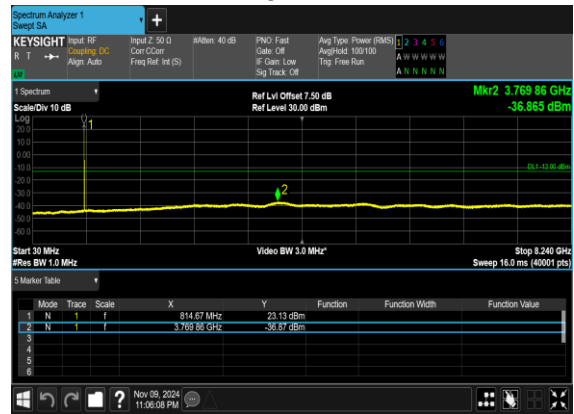 Spectrum Analyzer 1
Swept SA
+
KEYSIGHT Input: RF Input Z: 50 Ω #Atten: 40 dB PNO: Fast Avg Type: Power (RMS) 1 2 3 4 5 6
R T Coupling: DC Corr CCorr Gate: Off Avg|Hold: 100/100 A W W W W W
Align: Auto Freq Ref: Int (S) IF Gain: Low Trig: Free Run
LW Sig Track: Off A N N N N N
1 Spectrum Ref Lvl Offset 7.50 dB Mkr2 3.769 86 GHz
Scale/Div 10 dB Ref Level 30.00 dBm -36.865 dBm
Log
1
20.0
10.0
0.00
-10.0
DL1 -13.00 dBm
-20.0
-30.0
2
-40.0
-50.0
-60.0
Start 30 MHz Video BW 3.0 MHz* Stop 8.240 GHz
#Res BW 1.0 MHz Sweep 16.0 ms (40001 pts)
5 Marker Table
Mode Trace Scale X Y Function Function Width Function Value
1 N 1 f 814.67 MHz 23.13 dBm
2 N 1 f 3.769 86 GHz -36.87 dBm
3
4
5
6
? Nov 09, 2024
11:06:08 PM